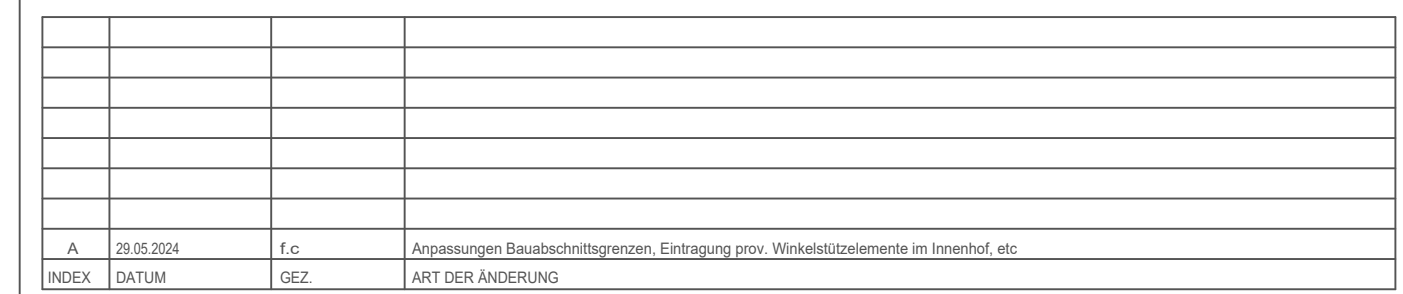 A 29.05.2024 f.c Anpassungen Bauabschnittsgrenzen, Eintragung prov. Winkelstützelemente im Innenhof, etc
INDEX DATUM GEZ. ART DER ÄNDERUNG